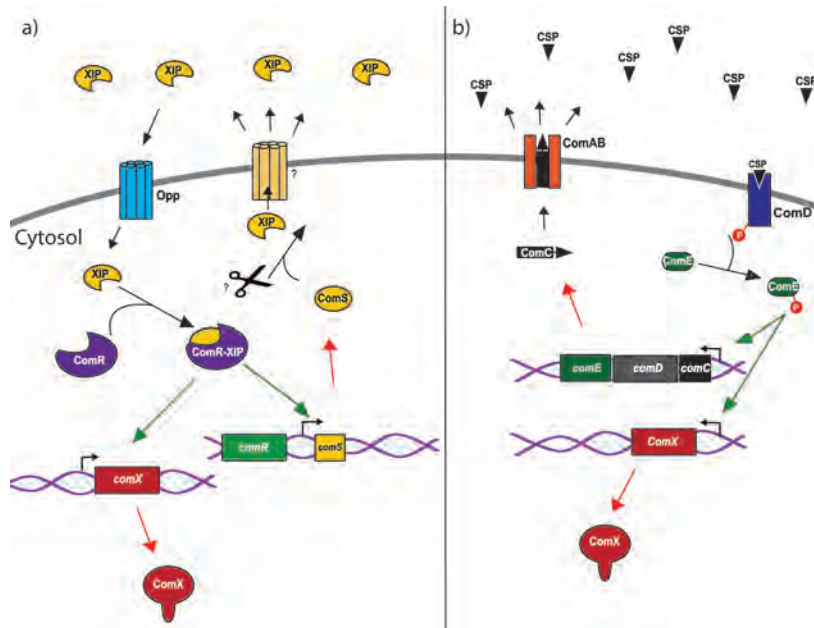 a)
XIP
XIP
XIP
XIP
Opp
?
XIP
Cytosol
XIP
?
ComS
ComR
ComR-XIP
comR
comS
comX
ComX
b)
CSP
CSP
CSP
CSP
CSP
CSP
ComAB
CSP
ComD
P
ComC
ComE
ComE
P
comE
comD
comC
ComX
ComX